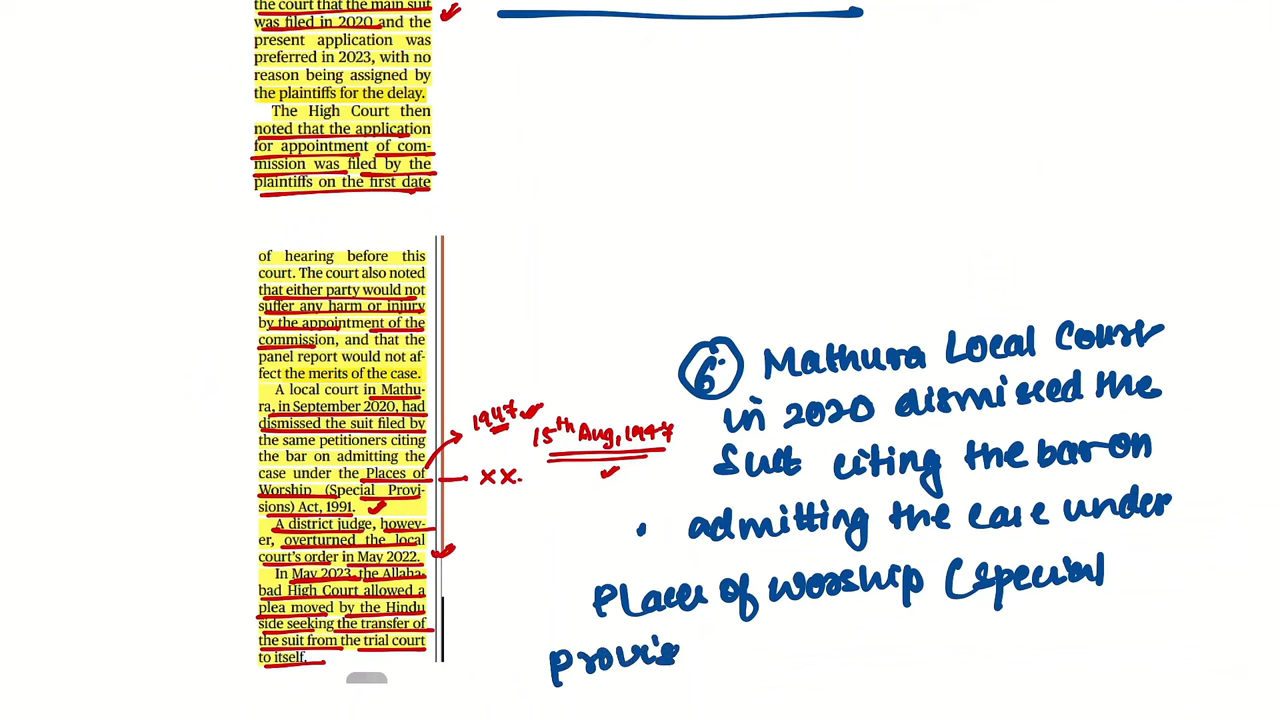 the court that the main suit
was filed in 2020 and the
present application was
preferred in 2023, with no
reason being assigned by
the plaintiffs for the delay.
The High Court then
noted that the application
for appointment of com-
mission was filed by the
plaintiffs on the first date
of hearing before this
court. The court also noted
that either party would not
suffer any harm or injury
by the appointment of the
commission, and that the
panel report would not af-
fect the merits of the case.
A local court in Mathu-
ra, in September 2020, had
dismissed the suit filed by
the same petitioners citing
the bar on admitting the
case under the Places of
Worship (Special Provi-
sions) Act, 1991.
A district judge, howev-
er, overturned the local
court's order in May 2022.
In May 2023, the Allaha-
bad High Court allowed a
plea moved by the Hindu
side seeking the transfer of
the suit from the trial court
to itself.
1947
15th Aug, 1947
XX.
6 Mathura Local Court
in 2020 dismissed the
Suit citing the bar on
admitting the case under
Places of worship (special
provis